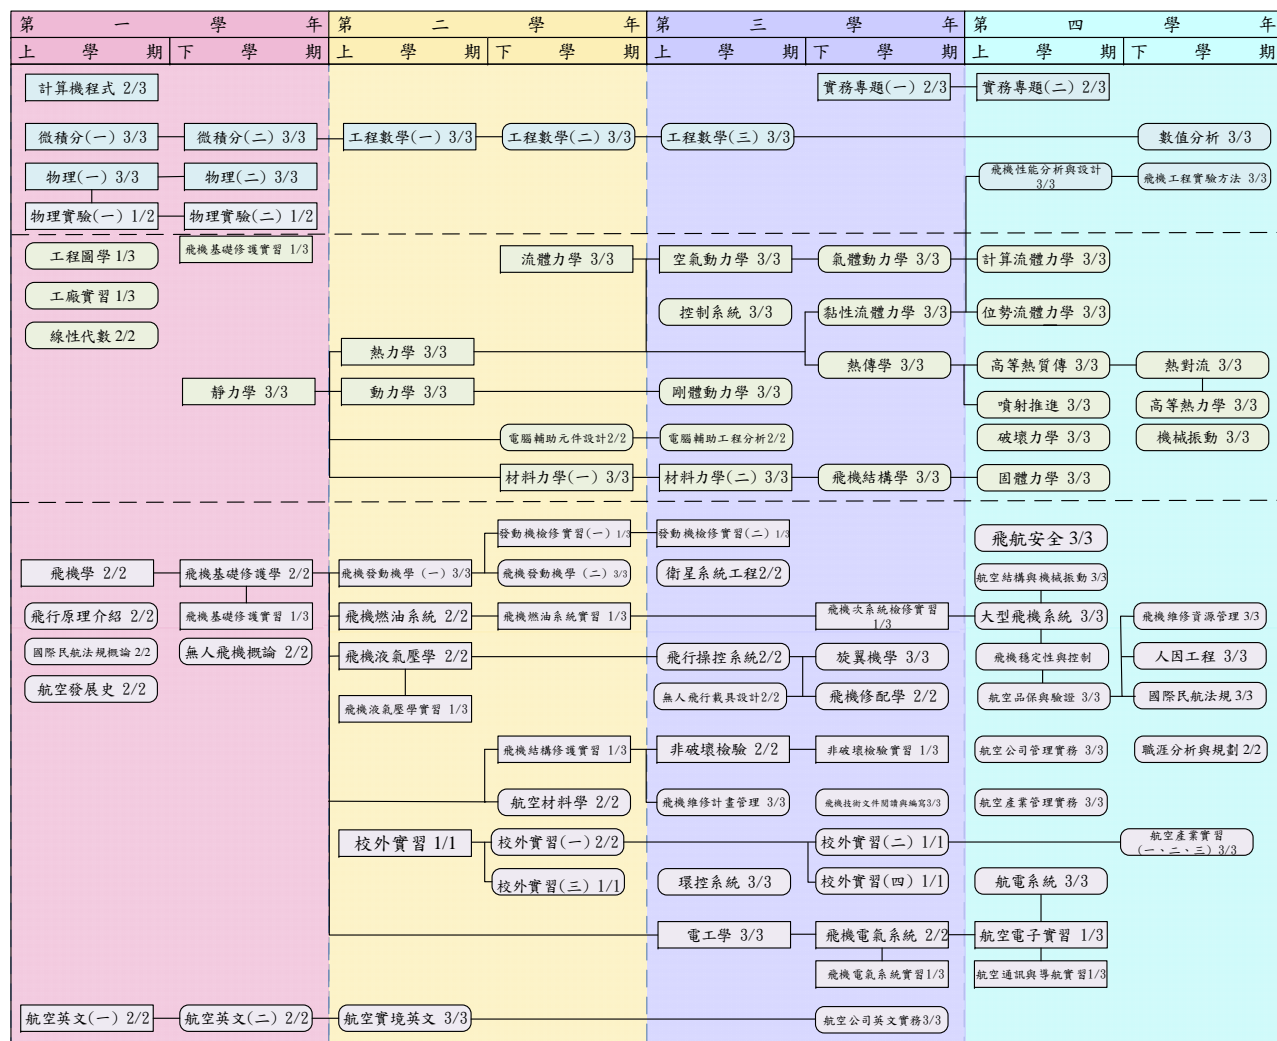 第 一 學 年
第 二 學 年
第 三 學 年
第 四 學 年
上 學 期
下 學 期
上 學 期
下 學 期
上 學 期
下 學 期
上 學 期
下 學 期
計算機程式 2/3
實務專題(一) 2/3
實務專題(二) 2/3
微積分(一) 3/3
微積分(二) 3/3
工程數學(一) 3/3
工程數學(二) 3/3
工程數學(三) 3/3
數值分析 3/3
物理(一) 3/3
物理(二) 3/3
飛機性能分析與設計
3/3
飛機工程實驗方法 3/3
物理實驗(一) 1/2
物理實驗(二) 1/2
工程圖學 1/3
飛機基礎修護實習 1/3
流體力學 3/3
空氣動力學 3/3
氣體動力學 3/3
計算流體力學 3/3
工廠實習 1/3
控制系統 3/3
黏性流體力學 3/3
位勢流體力學 3/3
線性代數 2/2
熱力學 3/3
熱傳學 3/3
高等熱質傳 3/3
熱對流 3/3
靜力學 3/3
動力學 3/3
剛體動力學 3/3
噴射推進 3/3
高等熱力學 3/3
電腦輔助元件設計2/2
電腦輔助工程分析2/2
破壞力學 3/3
機械振動 3/3
材料力學(一) 3/3
材料力學(二) 3/3
飛機結構學 3/3
固體力學 3/3
發動機檢修實習(一) 1/3
發動機檢修實習(二) 1/3
飛航安全 3/3
飛機學 2/2
飛機基礎修護學 2/2
飛機發動機學 (一) 3/3
飛機發動機學 (二) 3/3
衛星系統工程2/2
航空結構與機械振動 3/3
飛行原理介紹 2/2
飛機基礎修護實習 1/3
飛機燃油系統 2/2
飛機燃油系統實習 1/3
飛機次系統檢修實習
1/3
大型飛機系統 3/3
飛機維修資源管理 3/3
國際民航法規概論 2/2
無人飛機概論 2/2
飛機液氣壓學 2/2
飛行操控系統2/2
旋翼機學 3/3
飛機穩定性與控制
人因工程 3/3
航空發展史 2/2
飛機液氣壓學實習 1/3
無人飛行載具設計2/2
飛機修配學 2/2
航空品保與驗證 3/3
國際民航法規 3/3
飛機結構修護實習 1/3
非破壞檢驗 2/2
非破壞檢驗實習 1/3
航空公司管理實務 3/3
職涯分析與規劃 2/2
航空材料學 2/2
飛機維修計畫管理 3/3
飛機技術文件閱讀與編寫3/3
航空產業管理實務 3/3
校外實習 1/1
校外實習(一) 2/2
校外實習(二) 1/1
航空產業實習
(一、二、三) 3/3
校外實習(三) 1/1
環控系統 3/3
校外實習(四) 1/1
航電系統 3/3
電工學 3/3
飛機電氣系統 2/2
航空電子實習 1/3
飛機電氣系統實習1/3
航空通訊與導航實習1/3
航空英文(一) 2/2
航空英文(二) 2/2
航空實境英文 3/3
航空公司英文實務3/3